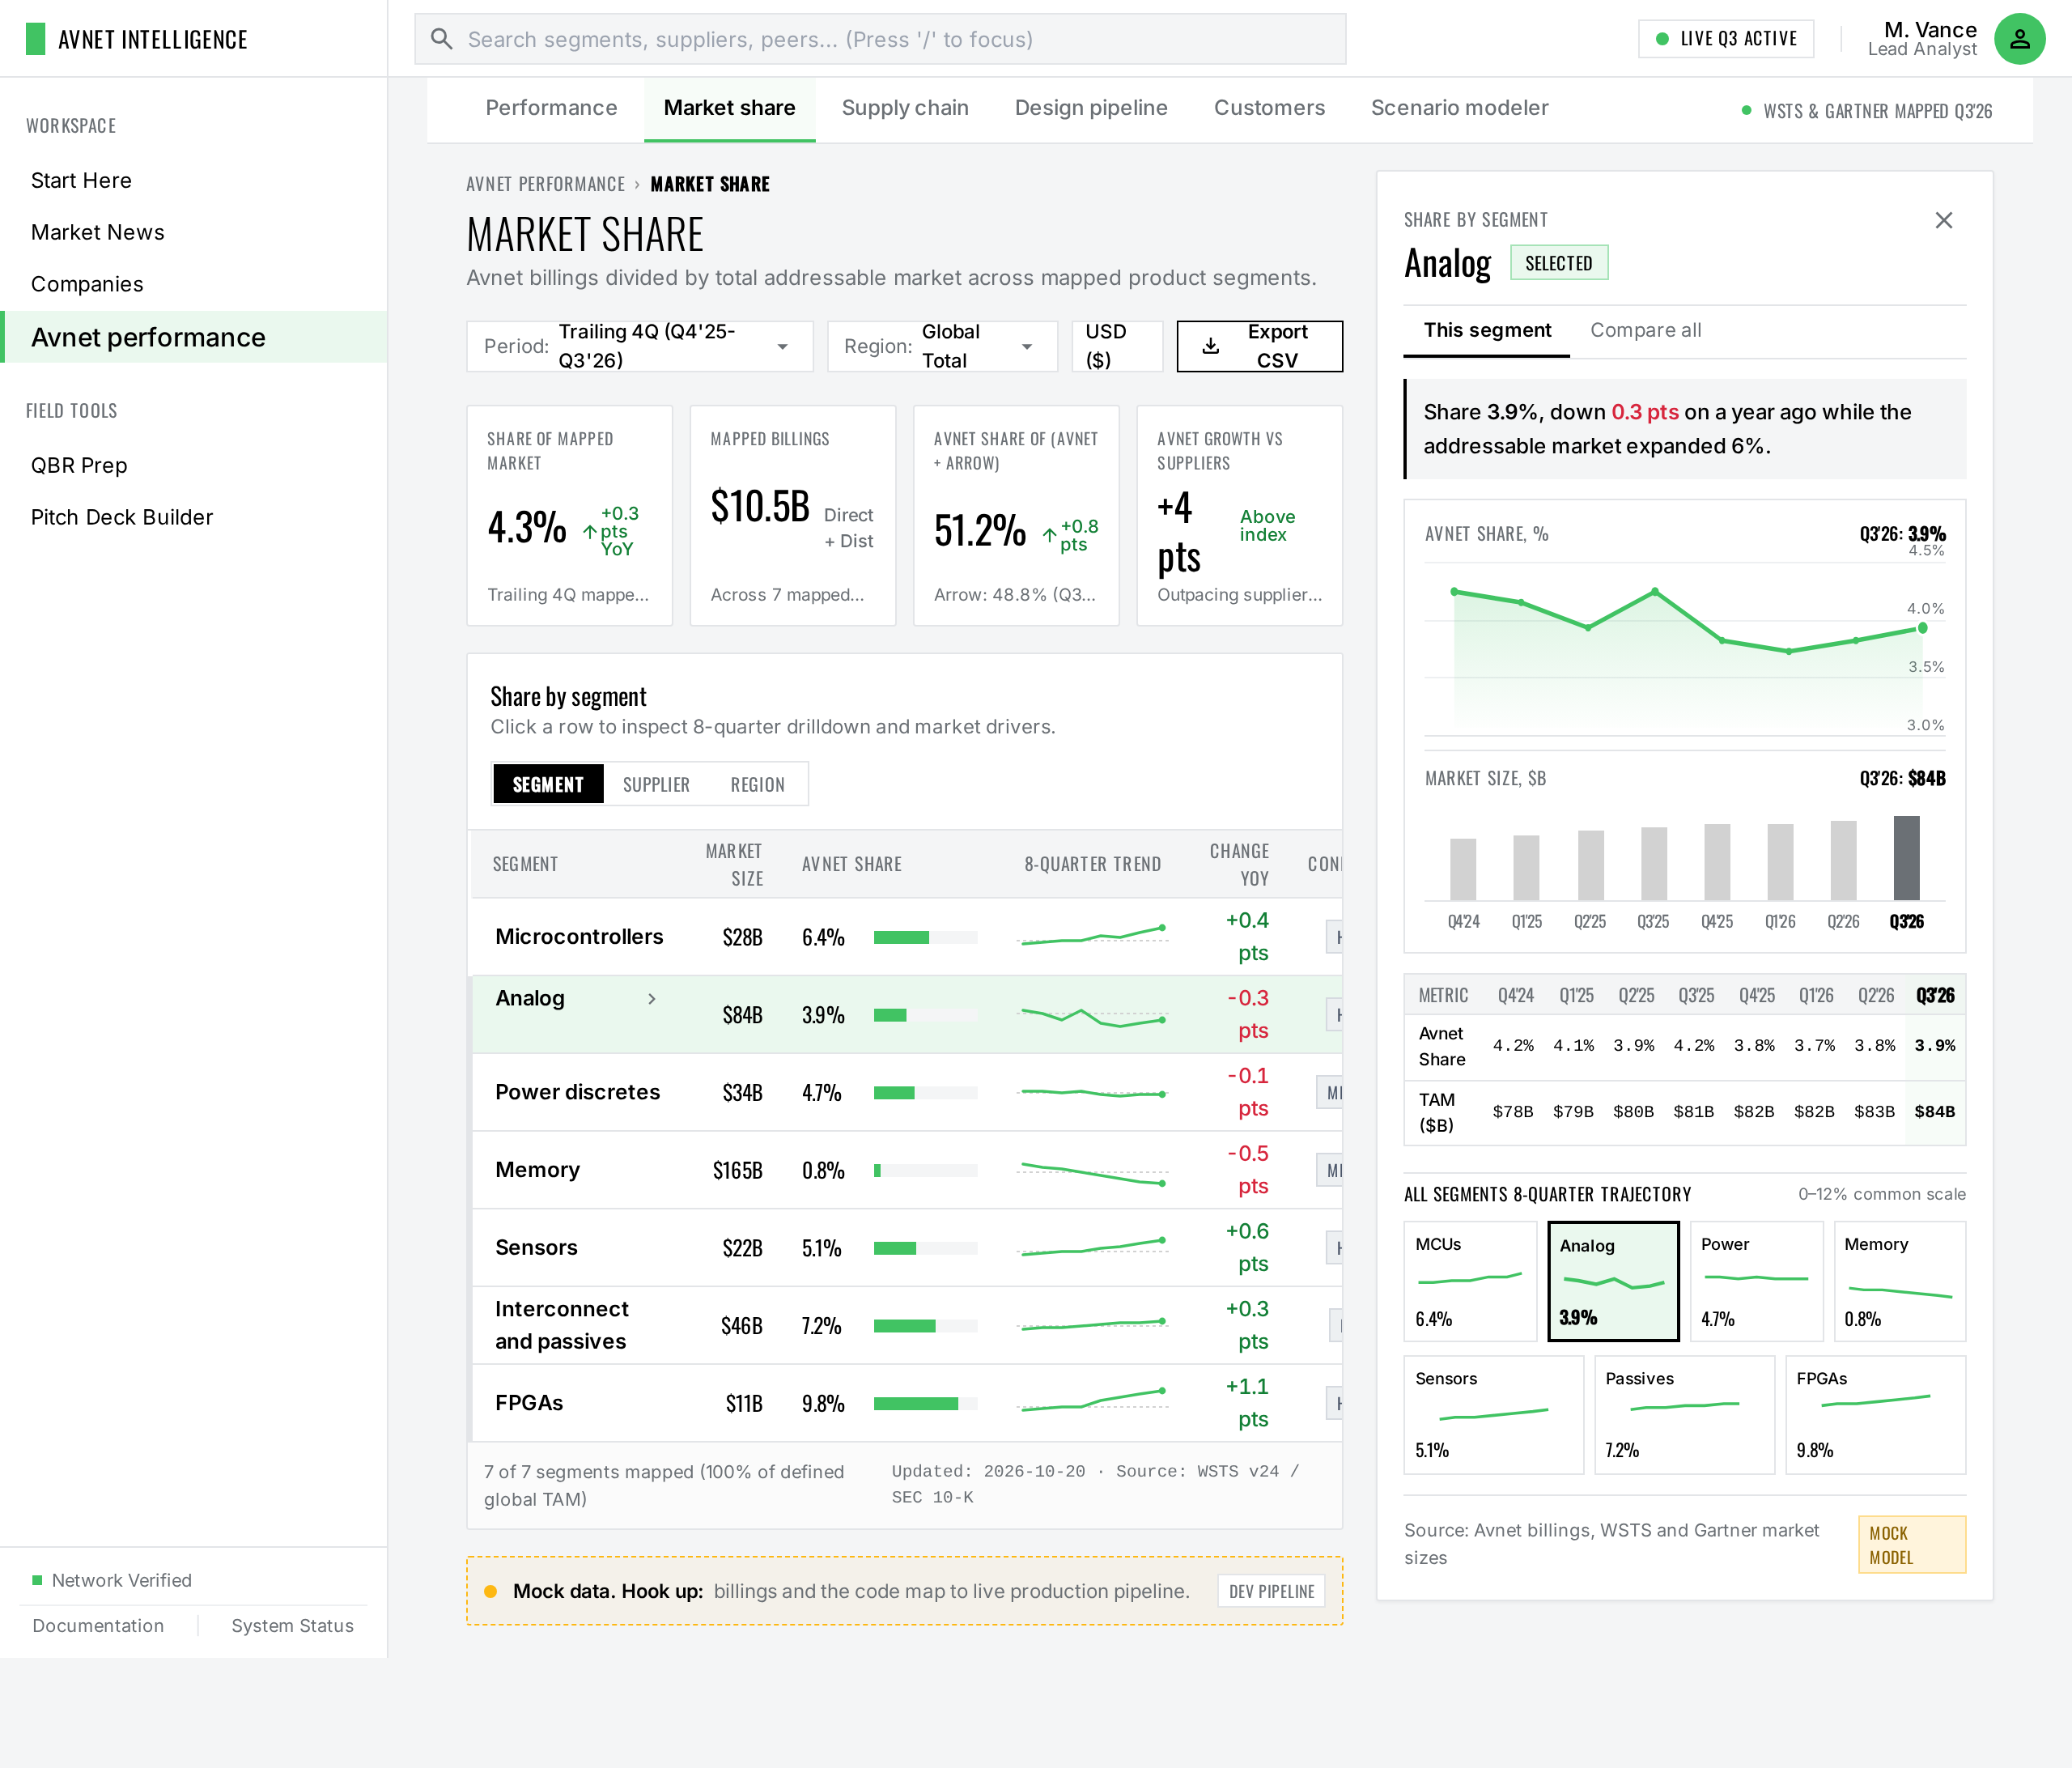 AVNET INTELLIGENCE
Search segments, suppliers, peers... (Press '/' to focus)
LIVE Q3 ACTIVE
M. Vance
Lead Analyst
WORKSPACE
Start Here
Market News
Companies
Avnet performance
FIELD TOOLS
QBR Prep
Pitch Deck Builder
Network Verified
Documentation
System Status
Performance
Market share
Supply chain
Design pipeline
Customers
Scenario modeler
WSTS & GARTNER MAPPED Q3'26
AVNET PERFORMANCE › MARKET SHARE
MARKET SHARE
Avnet billings divided by total addressable market across mapped product segments.
Period: Trailing 4Q (Q4'25-
Q3'26)
Region: Global
Total
USD
($)
Export
CSV
SHARE OF MAPPED
MARKET
4.3%
+0.3
pts
YoY
Trailing 4Q mappe...
MAPPED BILLINGS
$10.5B
Direct
+ Dist
Across 7 mapped...
AVNET SHARE OF (AVNET
+ ARROW)
51.2%
+0.8
pts
Arrow: 48.8% (Q3...
AVNET GROWTH VS
SUPPLIERS
+4
pts
Above
index
Outpacing supplier...
Share by segment
Click a row to inspect 8-quarter drilldown and market drivers.
SEGMENT SUPPLIER REGION
SEGMENT
MARKET
SIZE
AVNET SHARE
8-QUARTER TREND
CHANGE
YOY
Microcontrollers $28B 6.4% +0.4
pts
Analog $84B 3.9% -0.3
pts
Power discretes $34B 4.7% -0.1
pts
Memory $165B 0.8% -0.5
pts
Sensors $22B 5.1% +0.6
pts
Interconnect
and passives $46B 7.2% +0.3
pts
FPGAs $11B 9.8% +1.1
pts
7 of 7 segments mapped (100% of defined
global TAM)
Updated: 2026-10-20 · Source: WSTS v24 /
SEC 10-K
Mock data. Hook up: billings and the code map to live production pipeline.
DEV PIPELINE
SHARE BY SEGMENT
Analog SELECTED
This segment Compare all
Share 3.9%, down 0.3 pts on a year ago while the
addressable market expanded 6%.
AVNET SHARE, % Q3'26: 3.9%
4.5%
4.0%
3.5%
3.0%
MARKET SIZE, $B Q3'26: $84B
Q4'24 Q1'25 Q2'25 Q3'25 Q4'25 Q1'26 Q2'26 Q3'26
METRIC Q4'24 Q1'25 Q2'25 Q3'25 Q4'25 Q1'26 Q2'26 Q3'26
Avnet
Share 4.2% 4.1% 3.9% 4.2% 3.8% 3.7% 3.8% 3.9%
TAM
($B) $78B $79B $80B $81B $82B $82B $83B $84B
ALL SEGMENTS 8-QUARTER TRAJECTORY 0–12% common scale
MCUs
6.4%
Analog
3.9%
Power
4.7%
Memory
0.8%
Sensors
5.1%
Passives
7.2%
FPGAs
9.8%
Source: Avnet billings, WSTS and Gartner market
sizes
MOCK
MODEL